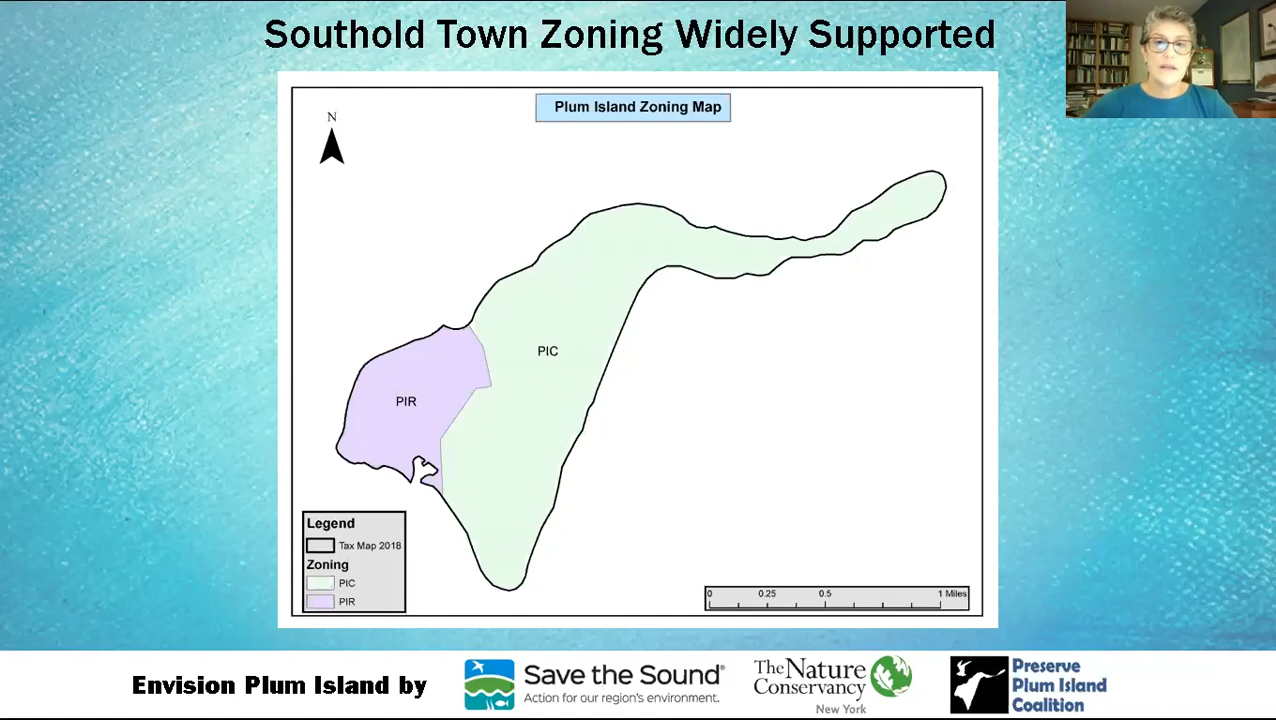 Southold Town Zoning Widely Supported
Plum Island Zoning Map
N
PIC
PIR
Legend
Tax Map 2018
Zoning
PIC
PIR
0 0.25 0.5 1 Miles
Envision Plum Island by
Save the Sound®
Action for our region's environment.
The Nature
Conservancy
New York
Preserve
Plum Island
Coalition